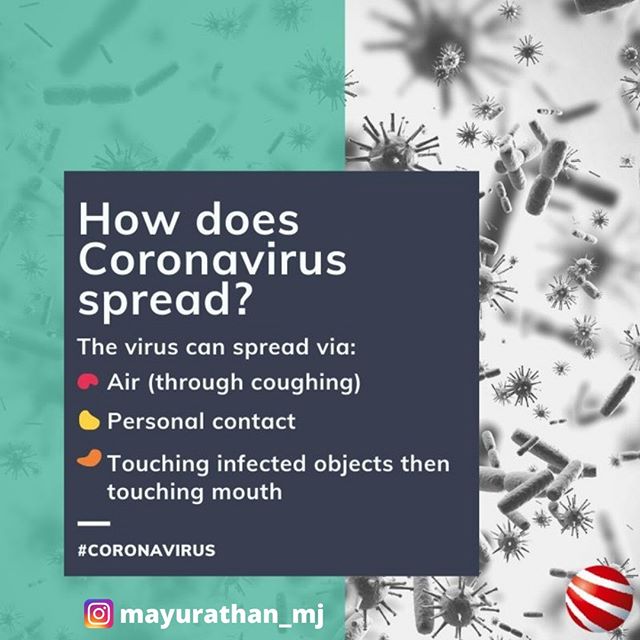 How does
Coronavirus
spread?
The virus can spread via:
Air (through coughing)
Personal contact
Touching infected objects then
touching mouth
#CORONAVIRUS
mayurathan_mj